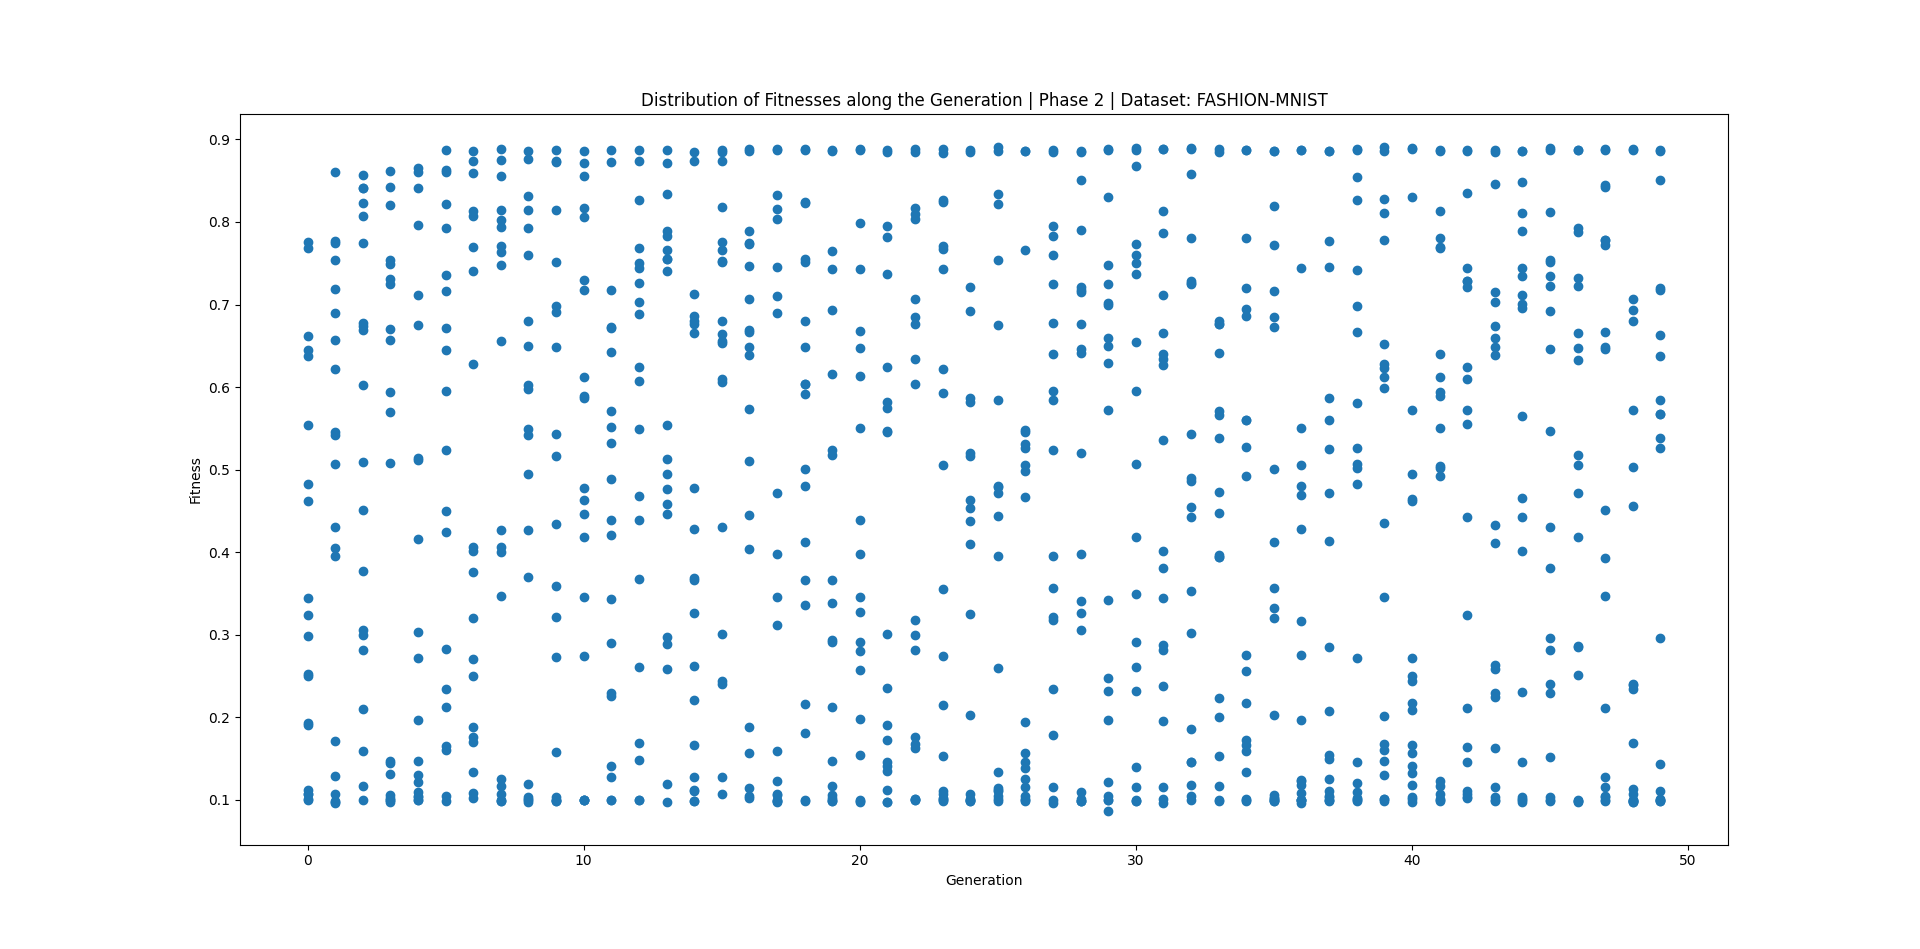 Distribution of Fitnesses along the Generation | Phase 2 | Dataset: FASHION-MNIST
0.9
0.8
0.7
0.6
0.5
0.4
0.3
0.2
0.1
Fitness
0 10 20 30 40 50
Generation